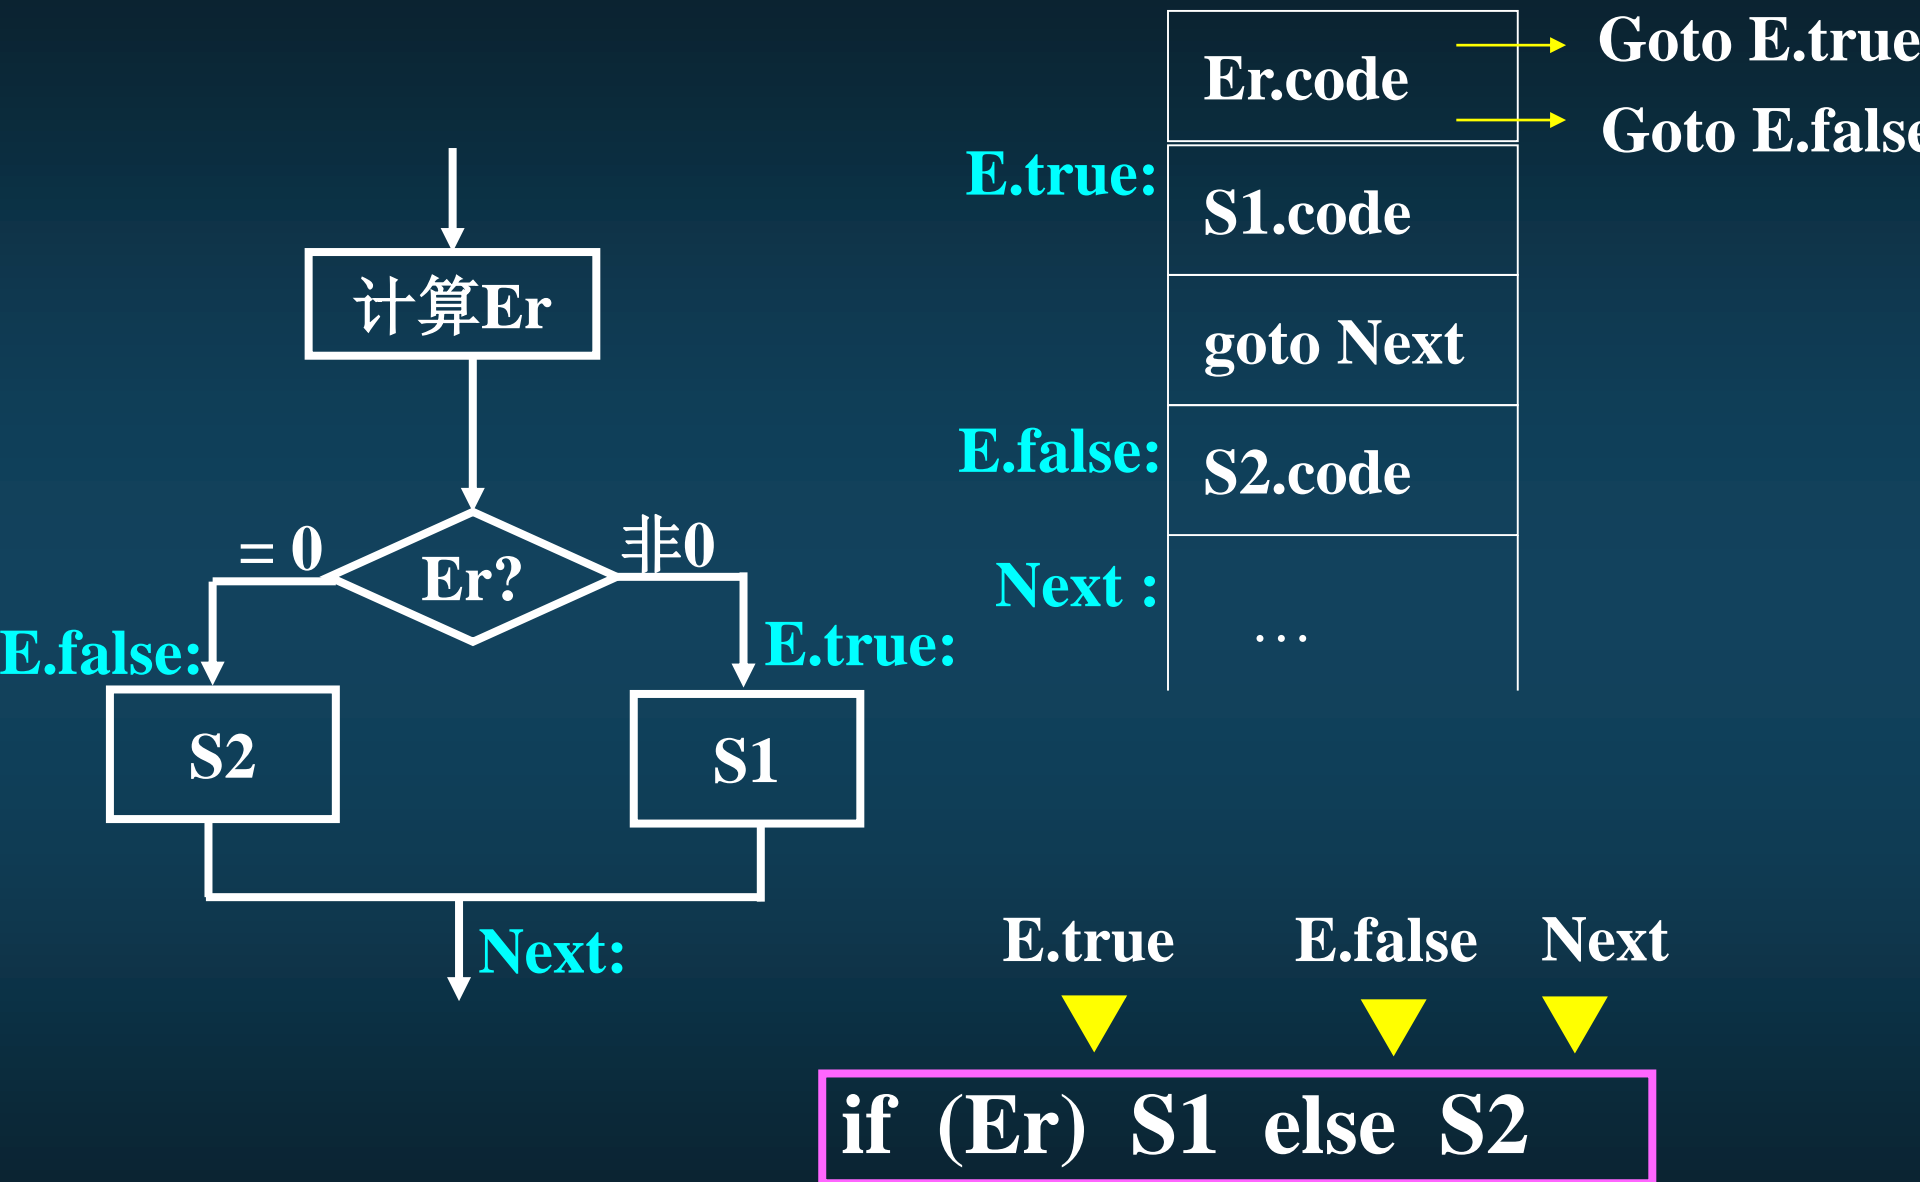 计算Er
= 0
Er?
非0
E.false:
E.true:
S2
S1
Next:
Er.code
Goto E.true
Goto E.false
E.true:
S1.code
goto Next
E.false:
S2.code
Next :
…
E.true E.false Next
if (Er) S1 else S2